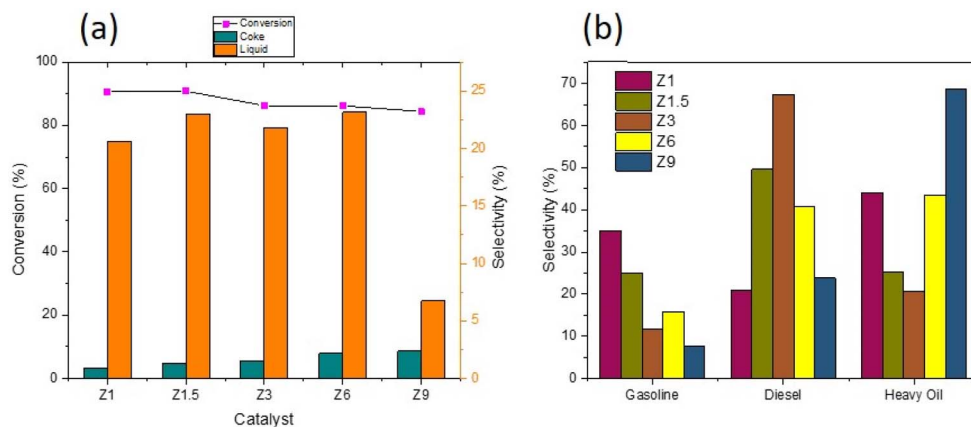 (a)
Conversion
Coke
Liquid
100
80
60
40
20
0
Conversion (%)
25
20
15
10
5
0
Selectivity (%)
Z1 Z1.5 Z3 Z6 Z9
Catalyst
(b)
Z1
Z1.5
Z3
Z6
Z9
70
60
50
40
30
20
10
0
Selectivity (%)
Gasoline Diesel Heavy Oil